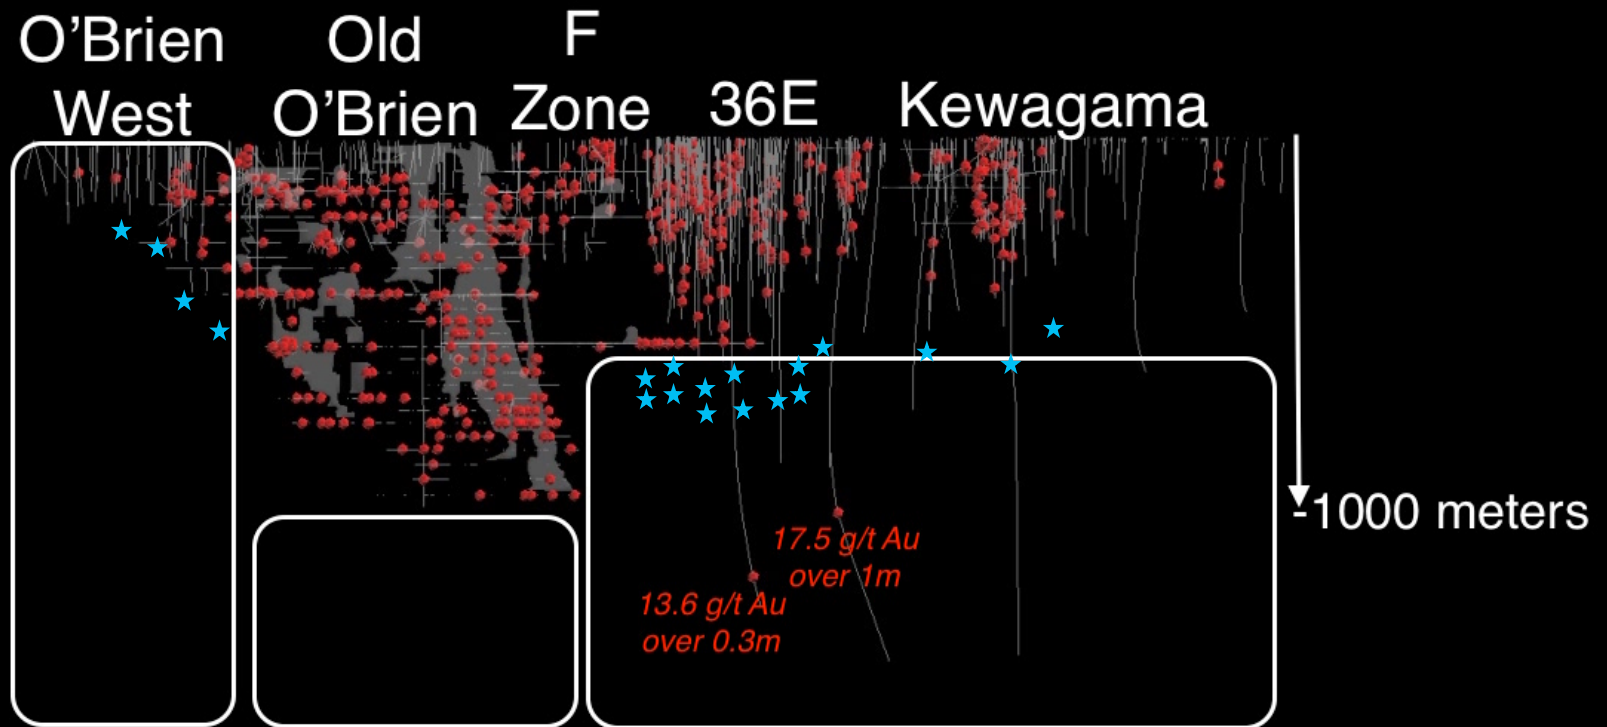 O’Brien
West
Old
O’Brien
F
Zone
36E
Kewagama
-1000 meters
17.5 g/t Au
over 1m
13.6 g/t Au
over 0.3m